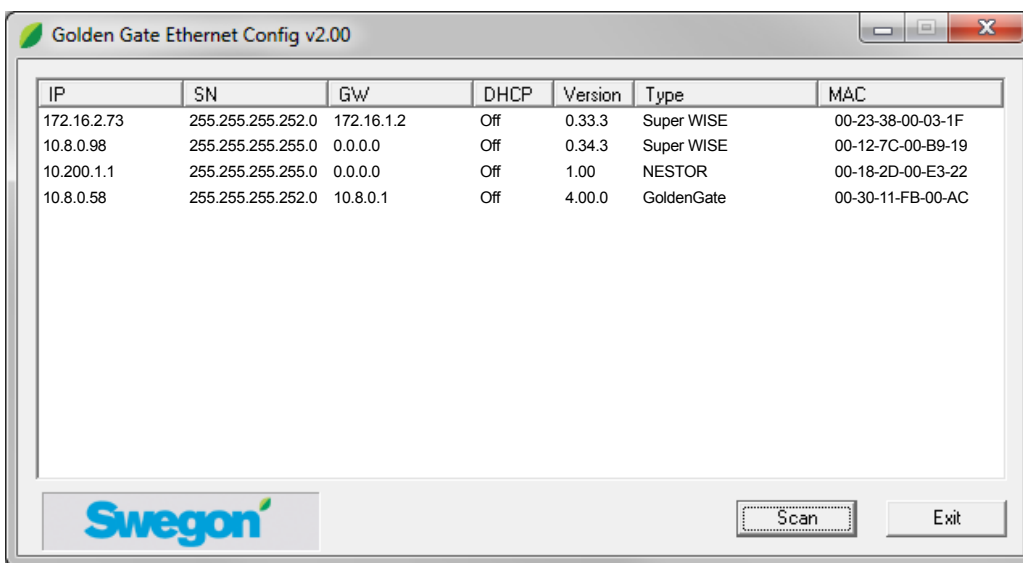 Golden Gate Ethernet Config v2.00
IP SN GW DHCP Version Type MAC
172.16.2.73 255.255.255.252.0 172.16.1.2 Off 0.33.3 Super WISE 00-23-38-00-03-1F
10.8.0.98 255.255.255.255.0 0.0.0.0 Off 0.34.3 Super WISE 00-12-7C-00-B9-19
10.200.1.1 255.255.255.255.0 0.0.0.0 Off 1.00 NESTOR 00-18-2D-00-E3-22
10.8.0.58 255.255.255.252.0 10.8.0.1 Off 4.00.0 GoldenGate 00-30-11-FB-00-AC
Swegon
Scan Exit